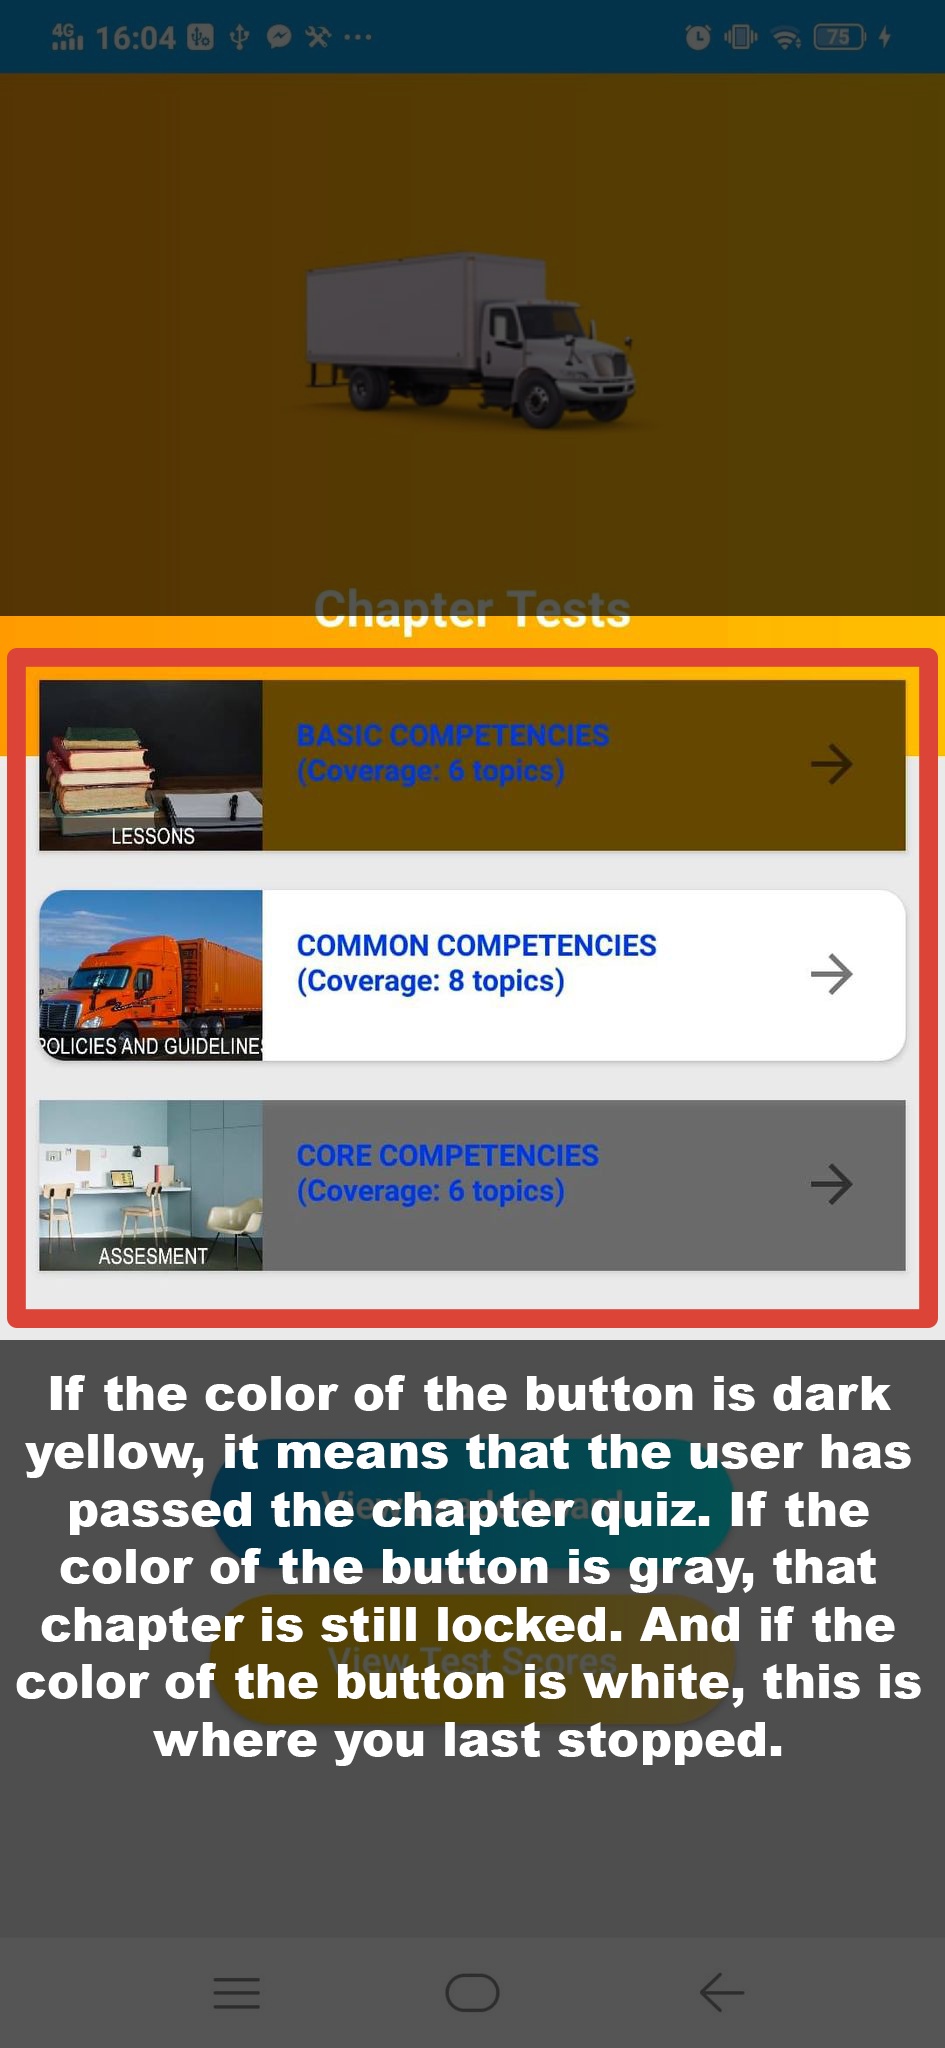 4G 16:04 75
Chapter Tests
BASIC COMPETENCIES
(Coverage: 6 topics)
LESSONS
COMMON COMPETENCIES
(Coverage: 8 topics)
POLICIES AND GUIDELINES
CORE COMPETENCIES
(Coverage: 6 topics)
ASSESMENT
If the color of the button is dark
yellow, it means that the user has
passed the chapter quiz. If the
color of the button is gray, that
chapter is still locked. And if the
color of the button is white, this is
where you last stopped.
View Leaderboard
View Test Scores